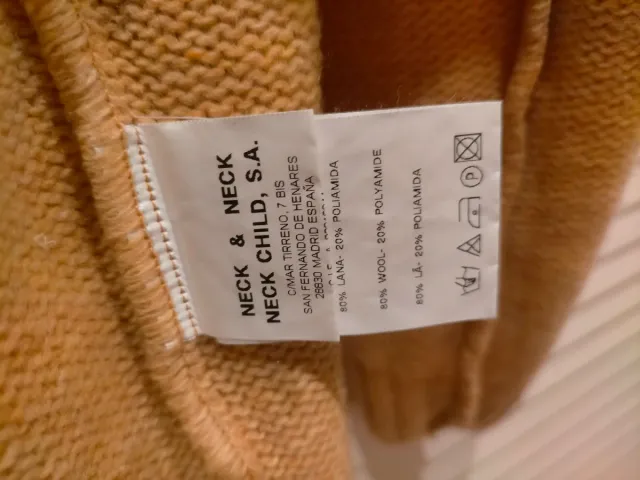 NECK & NECK
NECK CHILD, S.A.
C/MAR TIRRENO, 7 BIS
SAN FERNANDO DE HENARES
28830 MADRID ESPAÑA
80% LANA- 20% POLIAMIDA
80% WOOL- 20% POLYAMIDE
80% LÃ- 20% POLIAMIDA
P